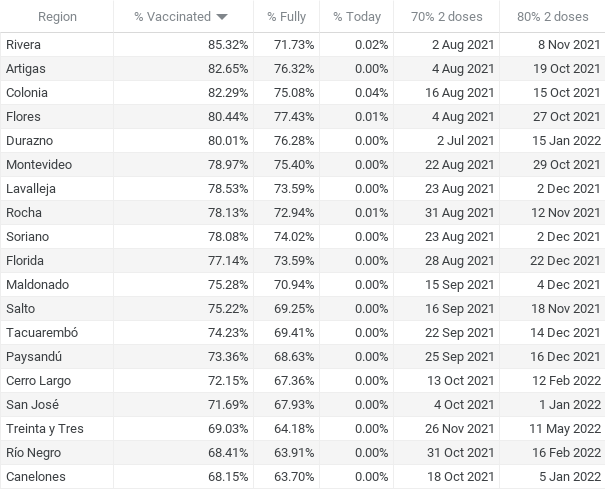 Region % Vaccinated % Fully % Today 70% 2 doses 80% 2 doses
Rivera 85.32% 71.73% 0.02% 2 Aug 2021 8 Nov 2021
Artigas 82.65% 76.32% 0.00% 4 Aug 2021 19 Oct 2021
Colonia 82.29% 75.08% 0.04% 16 Aug 2021 15 Oct 2021
Flores 80.44% 77.43% 0.01% 4 Aug 2021 27 Oct 2021
Durazno 80.01% 76.28% 0.00% 2 Jul 2021 15 Jan 2022
Montevideo 78.97% 75.40% 0.00% 22 Aug 2021 29 Oct 2021
Lavalleja 78.53% 73.59% 0.00% 23 Aug 2021 2 Dec 2021
Rocha 78.13% 72.94% 0.01% 31 Aug 2021 12 Nov 2021
Soriano 78.08% 74.02% 0.00% 23 Aug 2021 2 Dec 2021
Florida 77.14% 73.59% 0.00% 28 Aug 2021 22 Dec 2021
Maldonado 75.28% 70.94% 0.00% 15 Sep 2021 4 Dec 2021
Salto 75.22% 69.25% 0.00% 16 Sep 2021 18 Nov 2021
Tacuarembó 74.23% 69.41% 0.00% 22 Sep 2021 14 Dec 2021
Paysandú 73.36% 68.63% 0.00% 25 Sep 2021 16 Dec 2021
Cerro Largo 72.15% 67.36% 0.00% 13 Oct 2021 12 Feb 2022
San José 71.69% 67.93% 0.00% 4 Oct 2021 1 Jan 2022
Treinta y Tres 69.03% 64.18% 0.00% 26 Nov 2021 11 May 2022
Río Negro 68.41% 63.91% 0.00% 31 Oct 2021 16 Feb 2022
Canelones 68.15% 63.70% 0.00% 18 Oct 2021 5 Jan 2022